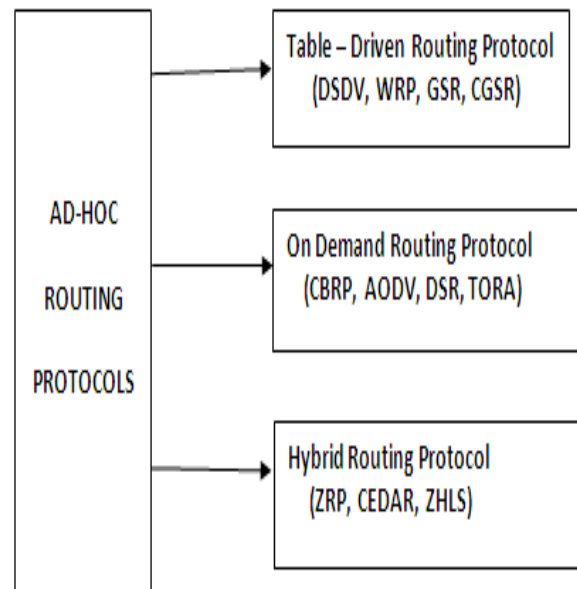 AD-HOC
ROUTING
PROTOCOLS
Table – Driven Routing Protocol
(DSDV, WRP, GSR, CGSR)
On Demand Routing Protocol
(CBRP, AODV, DSR, TORA)
Hybrid Routing Protocol
(ZRP, CEDAR, ZHLS)